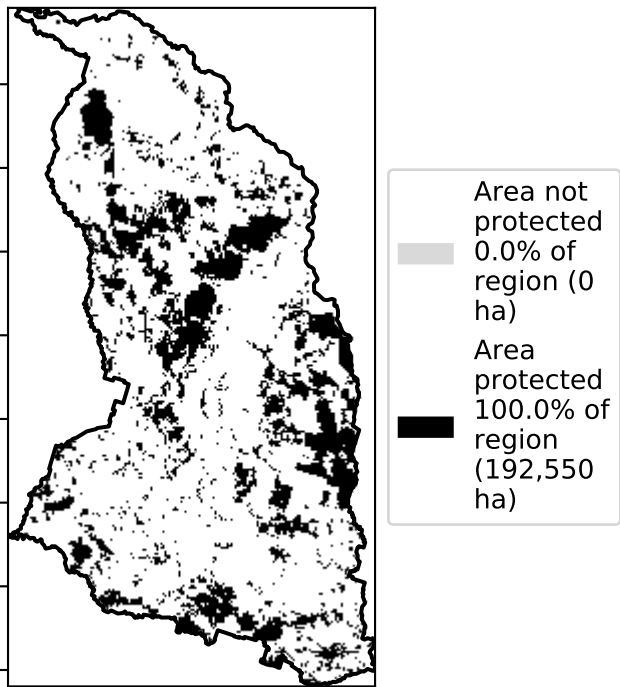 Area not
protected
0.0% of
region (0
ha)
Area
protected
100.0% of
region
(192,550
ha)